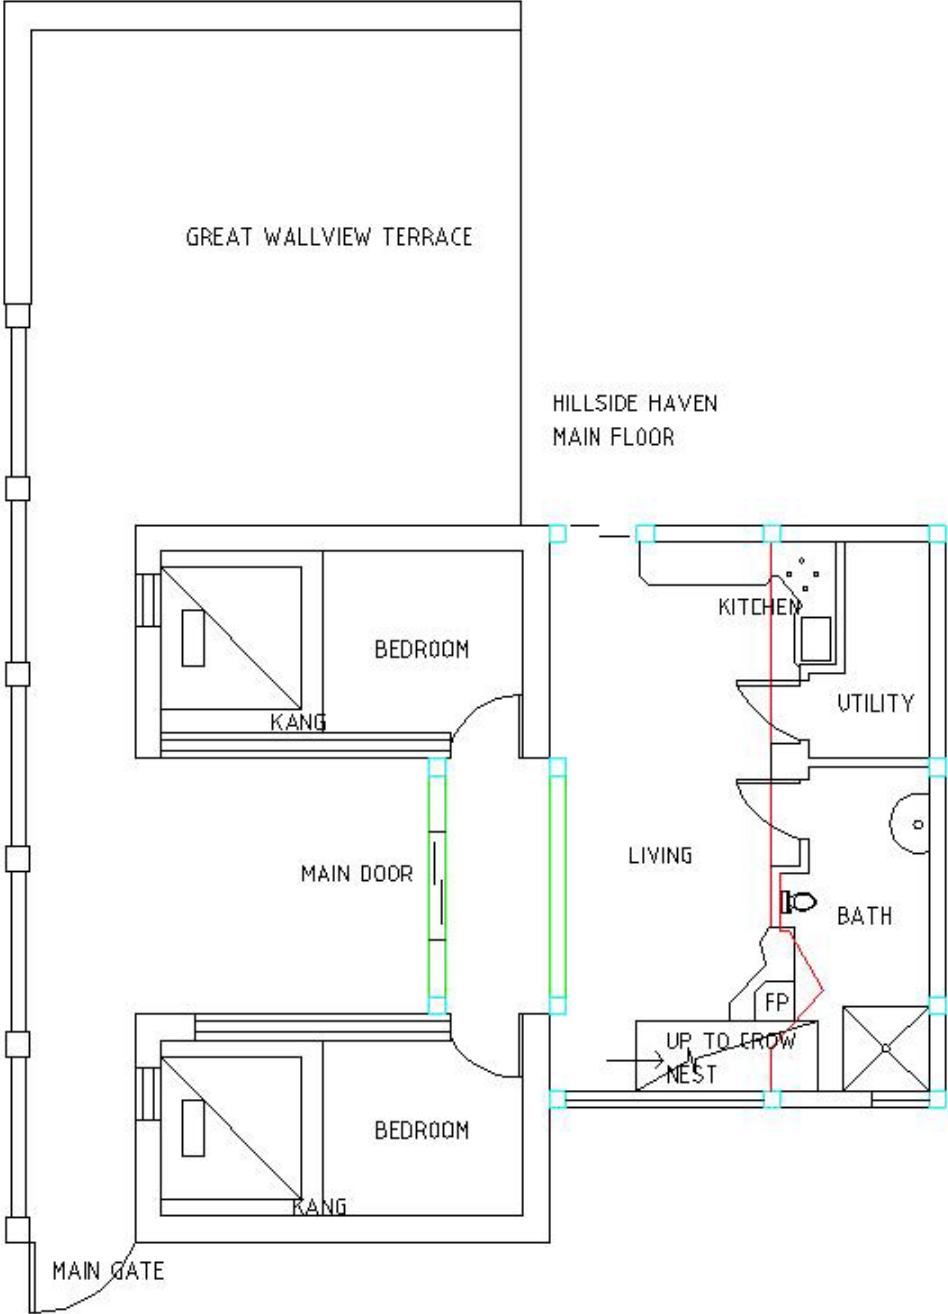 GREAT WALLVIEW TERRACE
HILLSIDE HAVEN
MAIN FLOOR
KITCHEN
BEDROOM
UTILITY
KANG
LIVING
MAIN DOOR
BATH
FP
UP TO CROW
NEST
BEDROOM
KANG
MAIN GATE